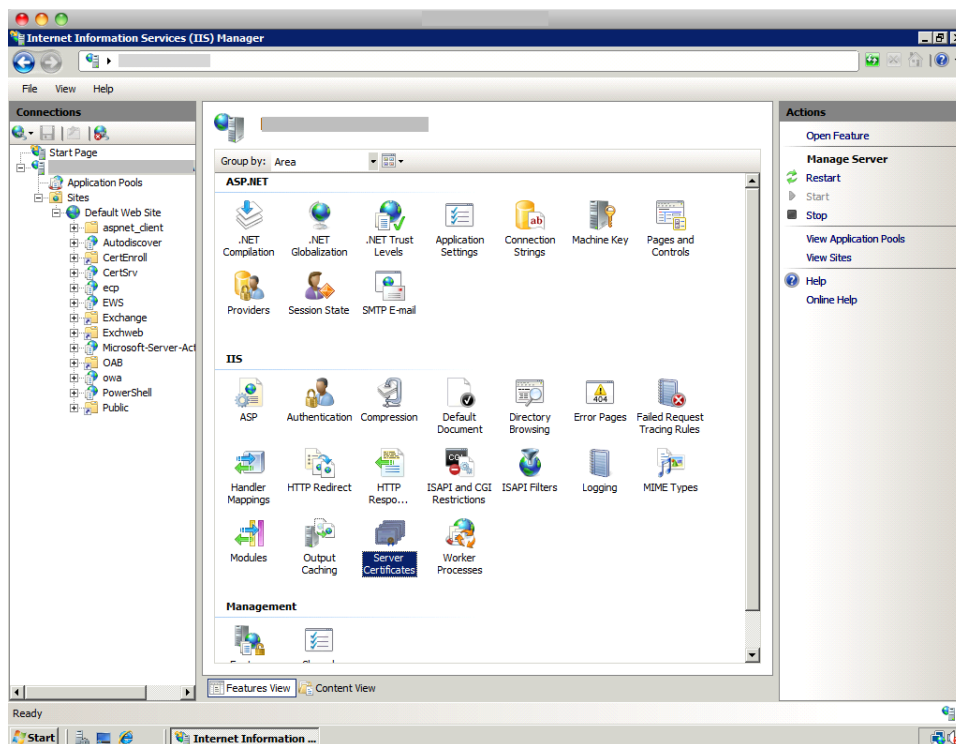 Internet Information Services (IIS) Manager
File View Help
Connections
Start Page
Application Pools
Sites
Default Web Site
aspnet_client
Autodiscover
CertEnroll
CertSrv
ecp
EWS
Exchange
Exchweb
Microsoft-Server-Act
OAB
owa
PowerShell
Public
Group by: Area
ASP.NET
.NET Compilation
.NET Globalization
.NET Trust Levels
Application Settings
Connection Strings
Machine Key
Pages and Controls
Providers
Session State
SMTP E-mail
IIS
ASP
Authentication
Compression
Default Document
Directory Browsing
Error Pages
Failed Request Tracing Rules
Handler Mappings
HTTP Redirect
HTTP Respo...
ISAPI and CGI Restrictions
ISAPI Filters
Logging
MIME Types
Modules
Output Caching
Server Certificates
Worker Processes
Management
Features View
Content View
Actions
Open Feature
Manage Server
Restart
Start
Stop
View Application Pools
View Sites
Help
Online Help
Ready
Start
Internet Information ...